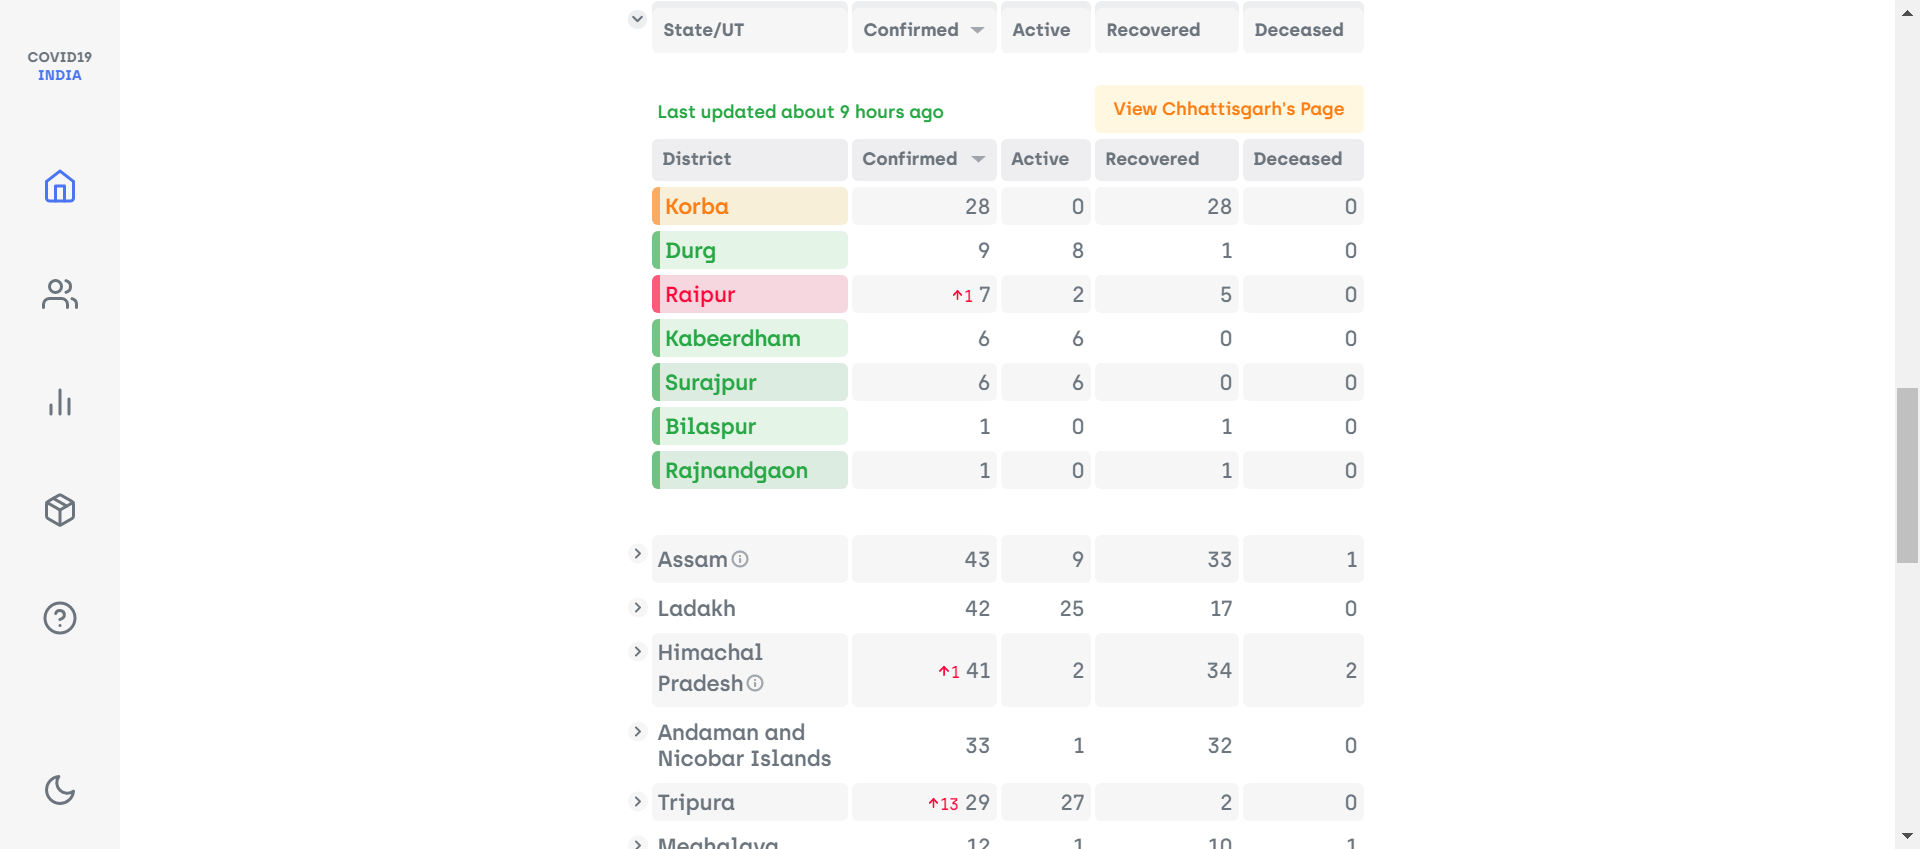 COVID19
INDIA
State/UT Confirmed Active Recovered Deceased
Last updated about 9 hours ago View Chhattisgarh's Page
District Confirmed Active Recovered Deceased
Korba 28 0 28 0
Durg 9 8 1 0
Raipur ↑1 7 2 5 0
Kabeerdham 6 6 0 0
Surajpur 6 6 0 0
Bilaspur 1 0 1 0
Rajnandgaon 1 0 1 0
Assam 43 9 33 1
Ladakh 42 25 17 0
Himachal
Pradesh ↑1 41 2 34 2
Andaman and
Nicobar Islands 33 1 32 0
Tripura ↑13 29 27 2 0
Meghalaya 12 1 10 1